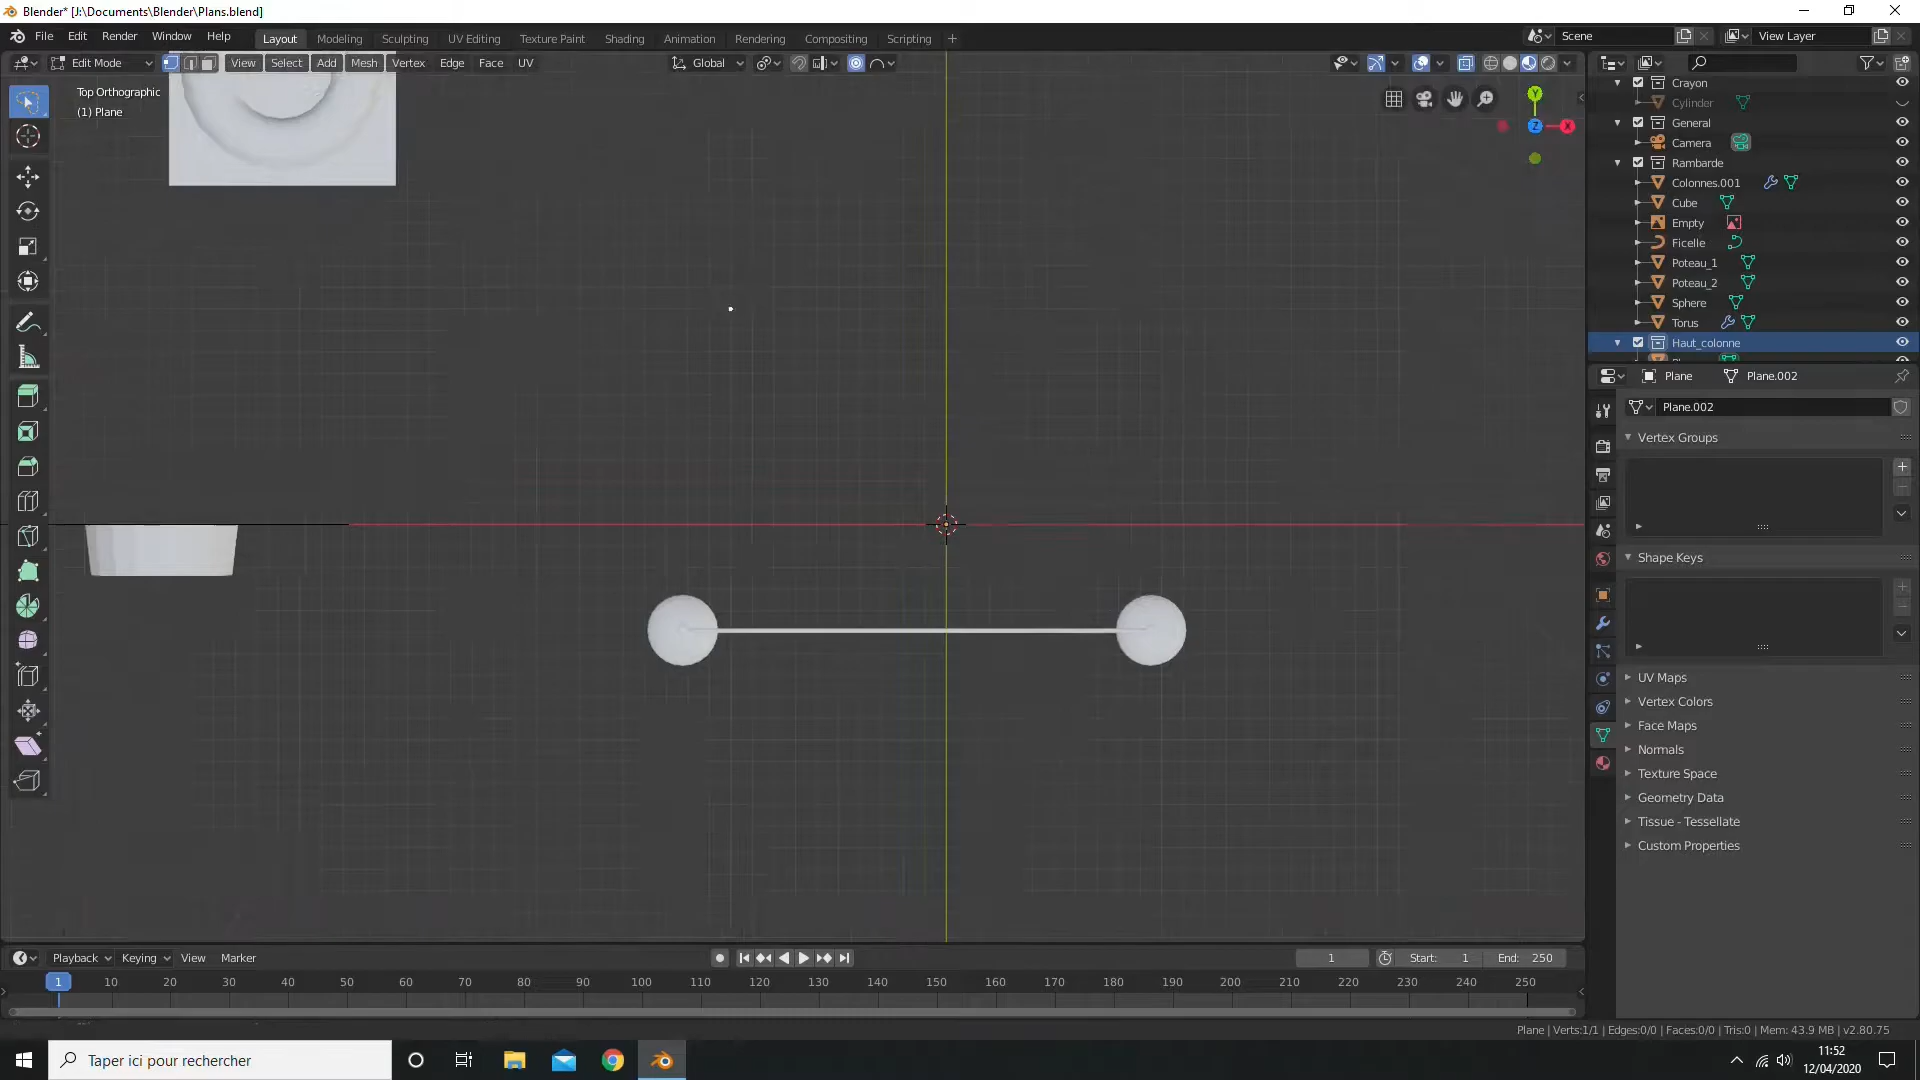 Blender* [J:\Documents\Blender\Plans.blend]
File Edit Render Window Help
Layout Modeling Sculpting UV Editing Texture Paint Shading Animation Rendering Compositing Scripting +
Scene
View Layer
Edit Mode
View Select Add Mesh Vertex Edge Face UV
Global
Top Orthographic
(1) Plane
Y
Z
X
Crayon
Cylinder
General
Camera
Rambarde
Colonnes.001
Cube
Empty
Ficelle
Poteau_1
Poteau_2
Sphere
Torus
Haut_colonne
Plane Plane.002
Plane.002
Vertex Groups
Shape Keys
UV Maps
Vertex Colors
Face Maps
Normals
Texture Space
Geometry Data
Tissue - Tessellate
Custom Properties
Playback Keying View Marker
1 Start: 1 End: 250
1 10 20 30 40 50 60 70 80 90 100 110 120 130 140 150 160 170 180 190 200 210 220 230 240 250
Plane | Verts:1/1 | Edges:0/0 | Faces:0/0 | Tris:0 | Mem: 43.9 MB | v2.80.75
Taper ici pour rechercher
11:52
12/04/2020